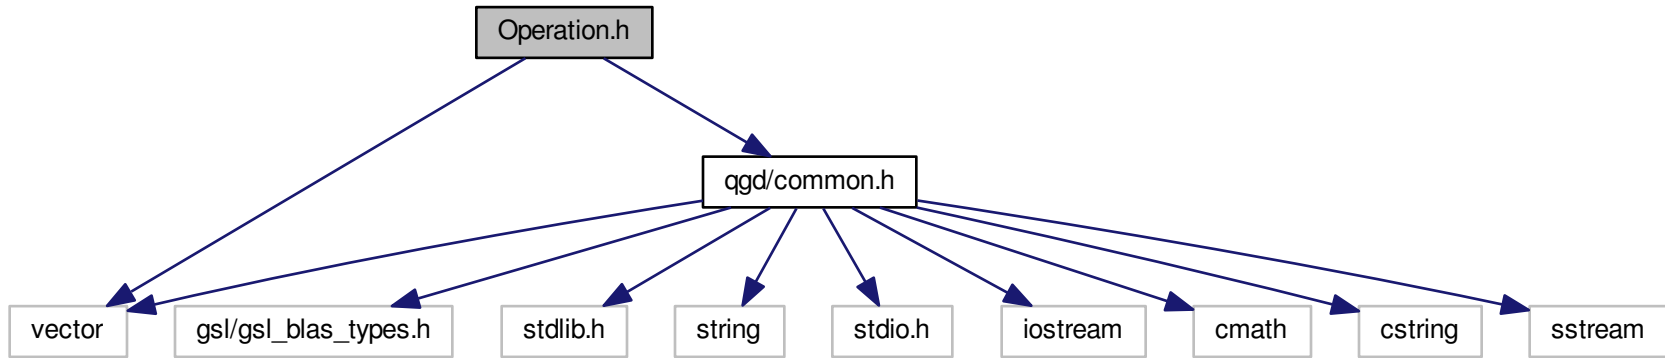 Operation.h
qgd/common.h
vector
gsl/gsl_blas_types.h
stdlib.h
string
stdio.h
iostream
cmath
cstring
sstream